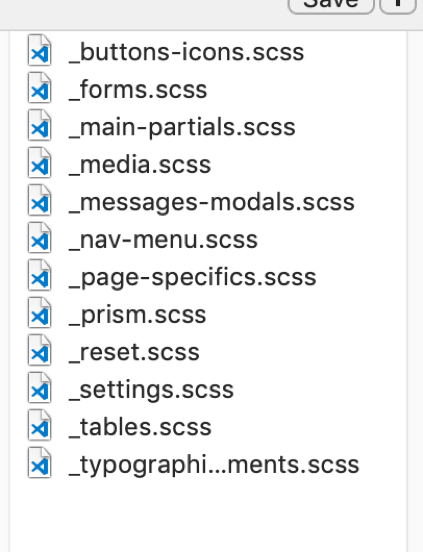 Save
_buttons-icons.scss
_forms.scss
_main-partials.scss
_media.scss
_messages-modals.scss
_nav-menu.scss
_page-specifics.scss
_prism.scss
_reset.scss
_settings.scss
_tables.scss
_typographi...ments.scss